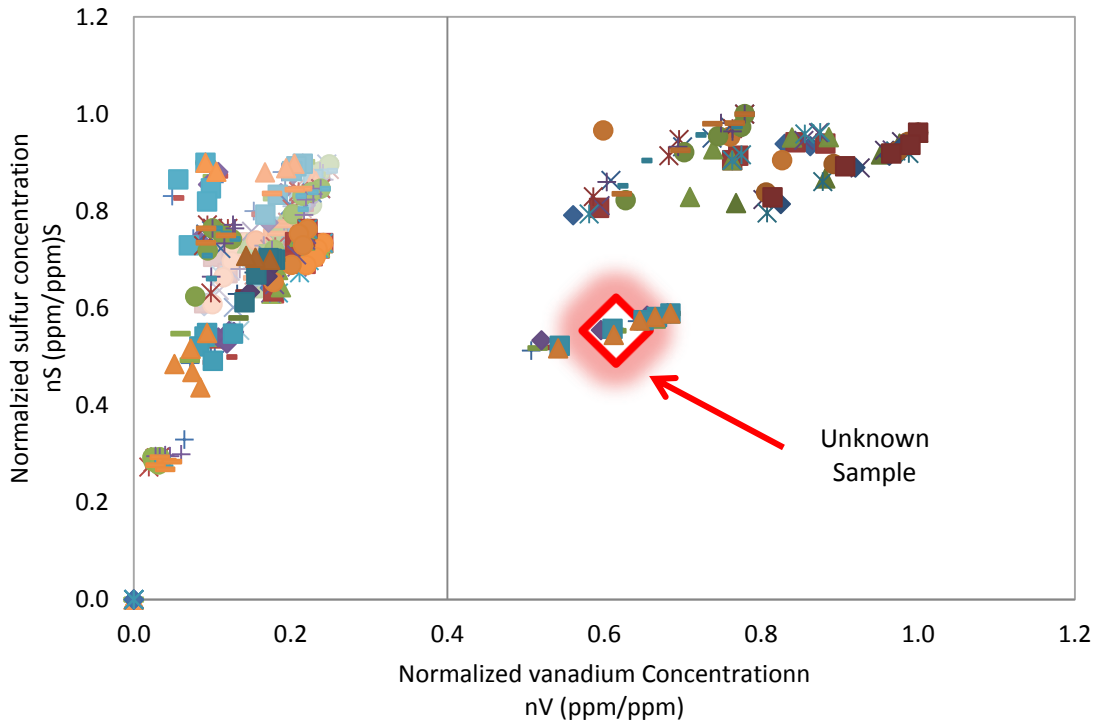 1.2
1.0
0.8
0.6
0.4
0.2
0.0
Normalzied sulfur concentration
nS (ppm/ppm)S
Unknown
Sample
0.0
0.2
0.4
0.6
0.8
1.0
1.2
Normalized vanadium Concentrationn
nV (ppm/ppm)